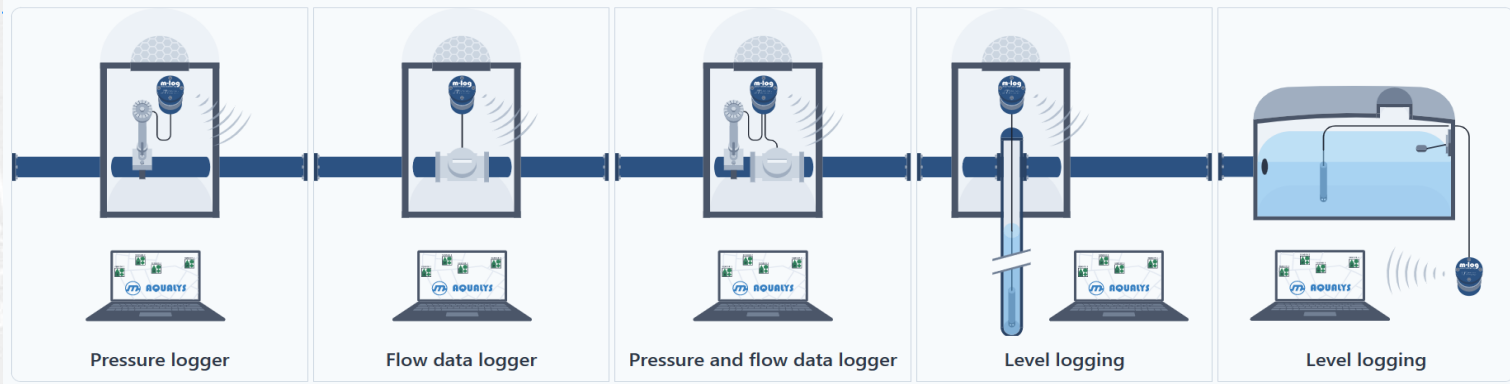 m-log
AQUALYS
Pressure logger
m-log
AQUALYS
Flow data logger
m-log
AQUALYS
Pressure and flow data logger
m-log
AQUALYS
Level logging
AQUALYS
m-log
Level logging